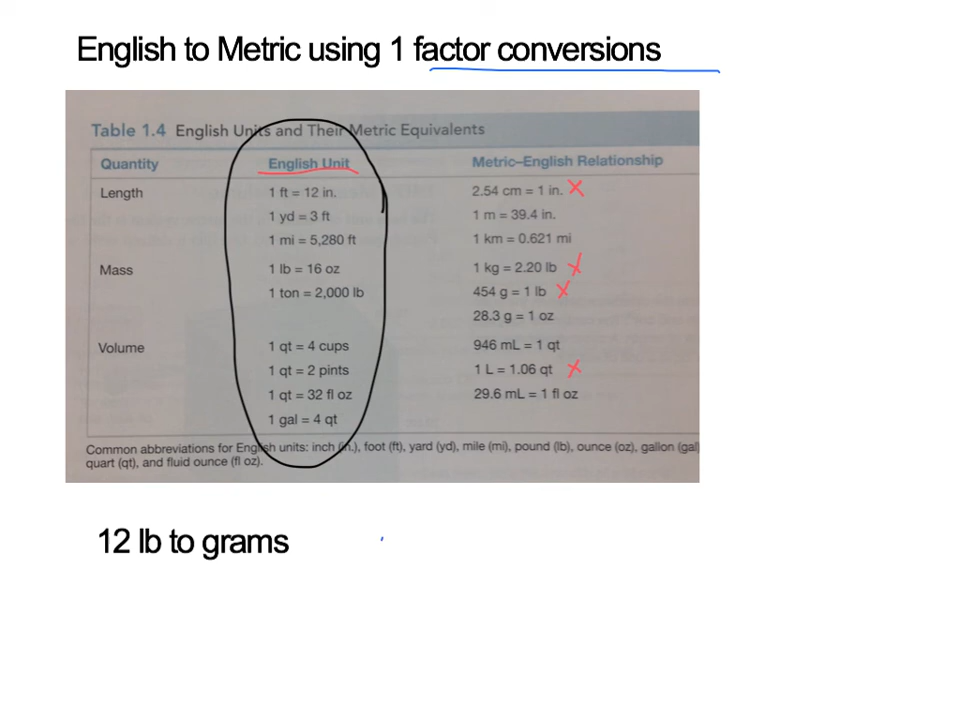 English to Metric using 1 factor conversions
Table 1.4 English Units and Their Metric Equivalents
Quantity English Unit Metric–English Relationship
Length 1 ft = 12 in. 2.54 cm = 1 in.
1 yd = 3 ft 1 m = 39.4 in.
1 mi = 5,280 ft 1 km = 0.621 mi
Mass 1 lb = 16 oz 1 kg = 2.20 lb
1 ton = 2,000 lb 454 g = 1 lb
28.3 g = 1 oz
Volume 1 qt = 4 cups 946 mL = 1 qt
1 qt = 2 pints 1 L = 1.06 qt
1 qt = 32 fl oz 29.6 mL = 1 fl oz
1 gal = 4 qt
Common abbreviations for English units: inch (in.), foot (ft), yard (yd), mile (mi), pound (lb), ounce (oz), gallon (gal
quart (qt), and fluid ounce (fl oz).
12 lb to grams